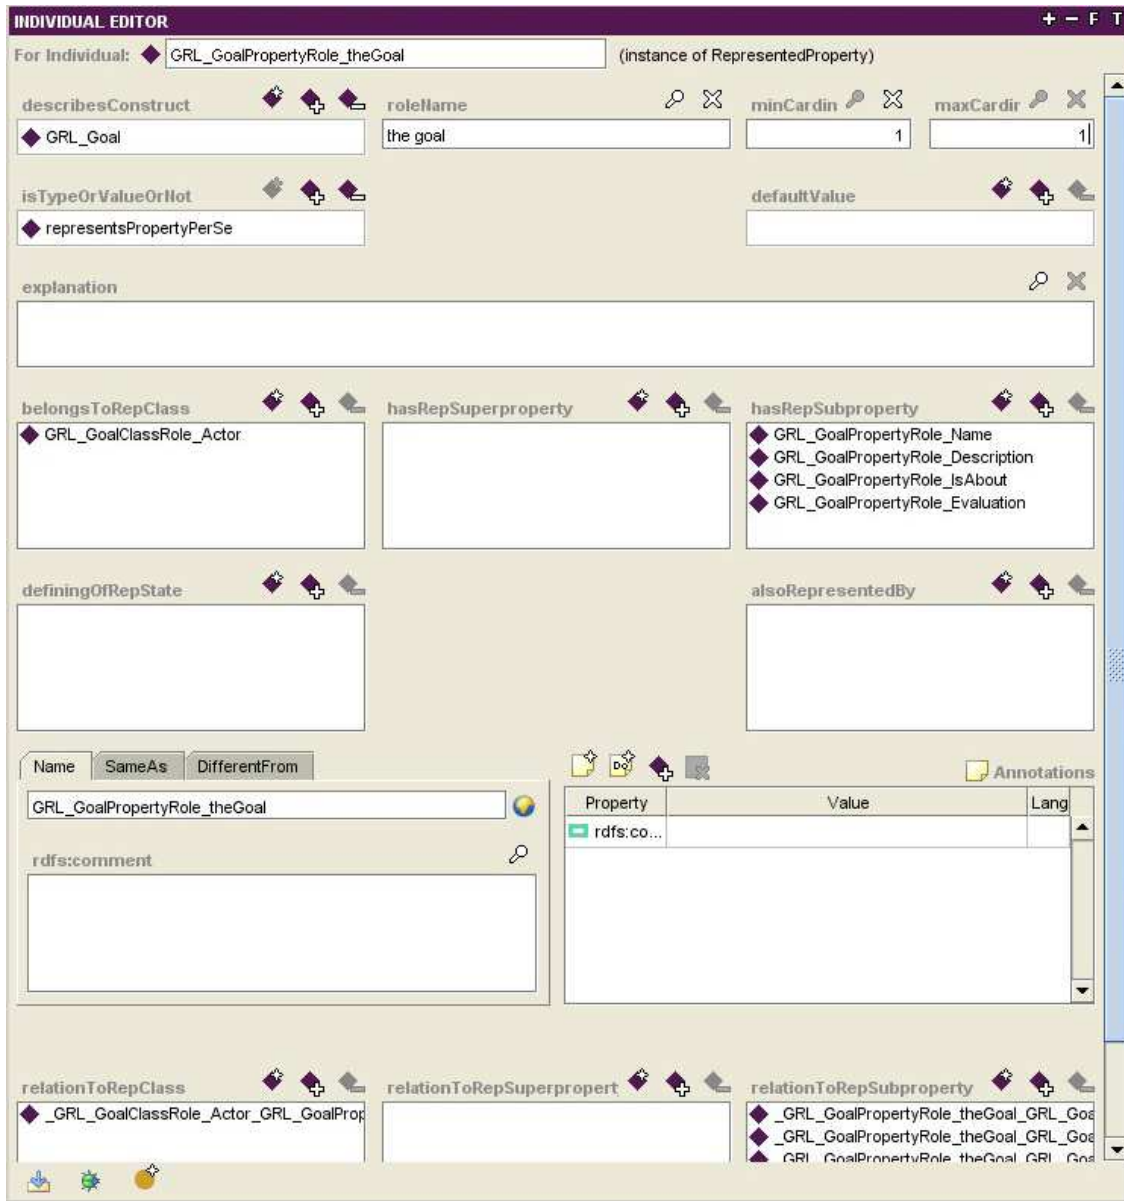 INDIVIDUAL EDITOR
+ − F T
For Individual: GRL_GoalPropertyRole_theGoal (instance of RepresentedProperty)
describesConstruct roleName minCardin maxCardir
GRL_Goal the goal 1 1
isTypeOrValueOrNot defaultValue
representsPropertyPerSe
explanation
belongsToRepClass hasRepSuperproperty hasRepSubproperty
GRL_GoalClassRole_Actor GRL_GoalPropertyRole_Name
GRL_GoalPropertyRole_Description
GRL_GoalPropertyRole_IsAbout
GRL_GoalPropertyRole_Evaluation
definingOfRepState alsoRepresentedBy
Name SameAs DifferentFrom
Annotations
GRL_GoalPropertyRole_theGoal
Property Value Lang
rdfs:co...
rdfs:comment
relationToRepClass relationToRepSuperpropert relationToRepSubproperty
_GRL_GoalClassRole_Actor_GRL_GoalProp _GRL_GoalPropertyRole_theGoal_GRL_Goa
_GRL_GoalPropertyRole_theGoal_GRL_Goa
_GRL_GoalPropertyRole_theGoal_GRL_Goa